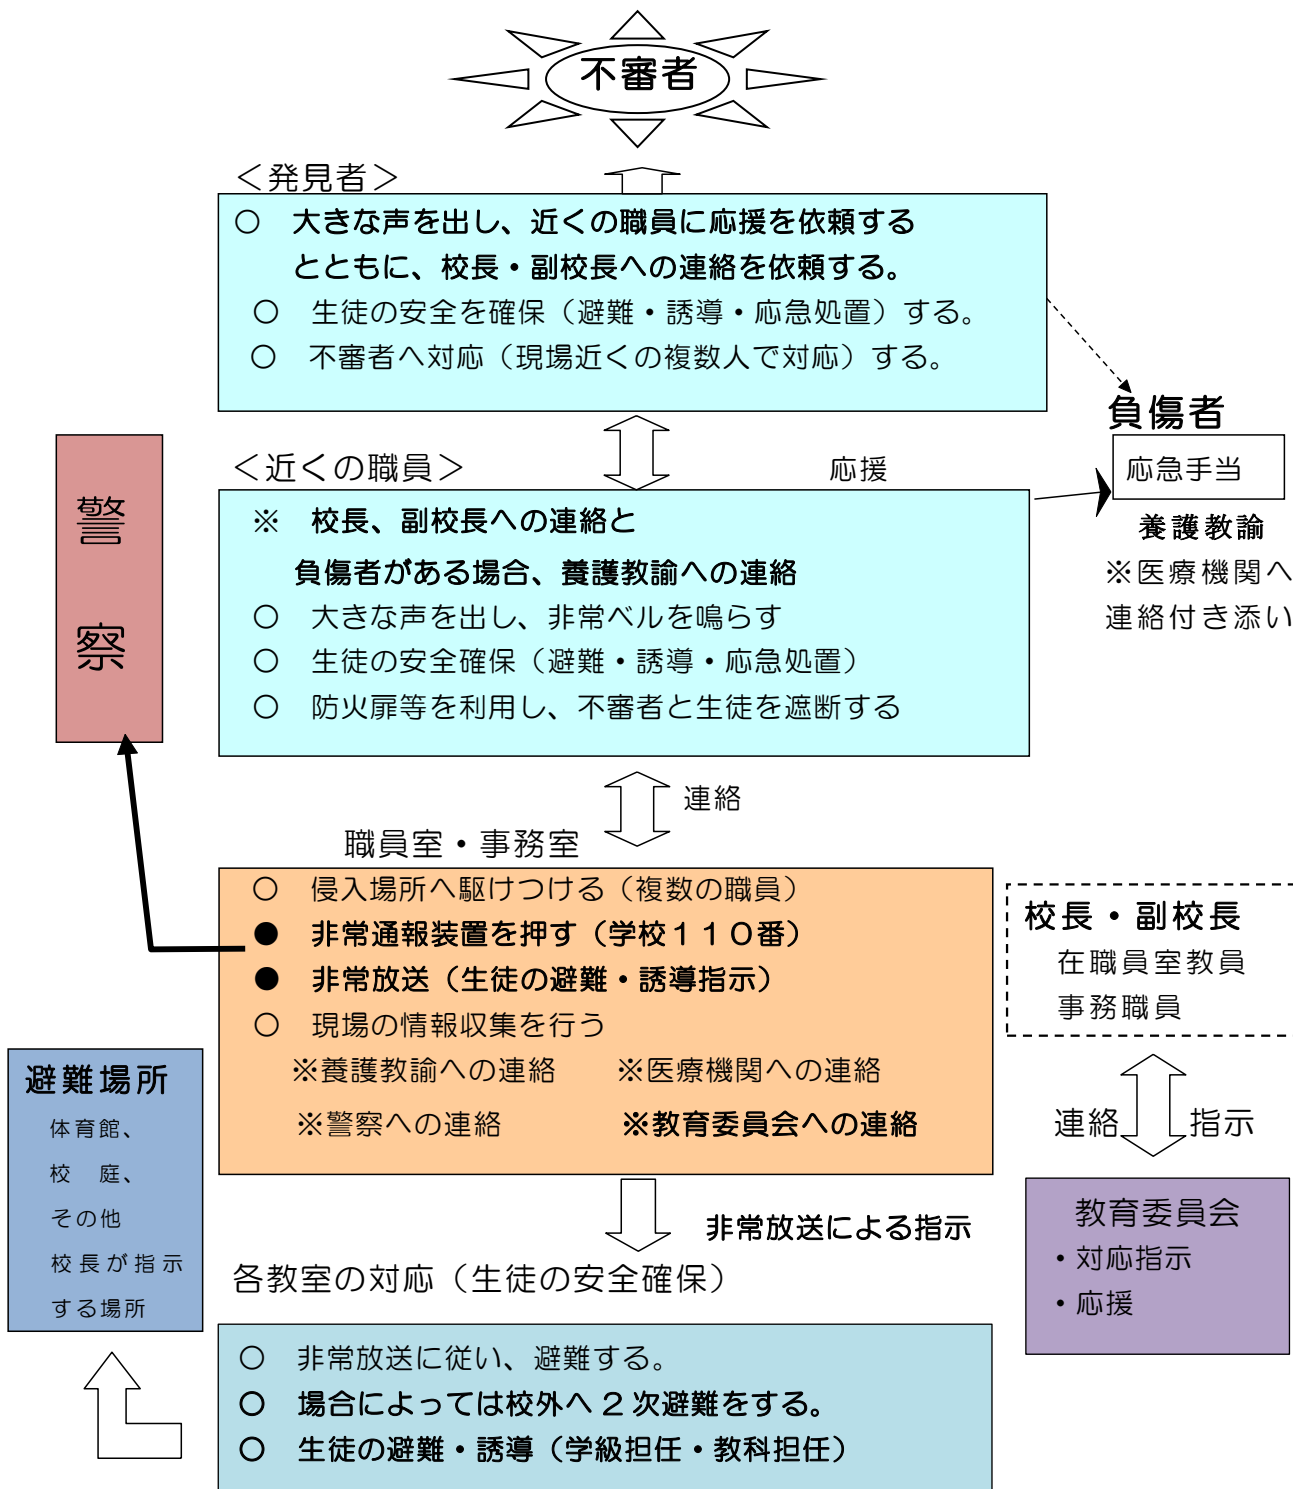 不審者
＜発見者＞
○　大きな声を出し、近くの職員に応援を依頼する
とともに、校長・副校長への連絡を依頼する。
○　生徒の安全を確保（避難・誘導・応急処置）する。
○　不審者へ対応（現場近くの複数人で対応）する。
負傷者
応急手当
養護教諭
※医療機関へ
連絡付き添い
警
察
＜近くの職員＞
応援
※　校長、副校長への連絡と
負傷者がある場合、養護教諭への連絡
○　大きな声を出し、非常ベルを鳴らす
○　生徒の安全確保（避難・誘導・応急処置）
○　防火扉等を利用し、不審者と生徒を遮断する
連絡
職員室・事務室
○　侵入場所へ駆けつける（複数の職員）
●　非常通報装置を押す（学校１１０番）
●　非常放送（生徒の避難・誘導指示）
○　現場の情報収集を行う
※養護教諭への連絡　　※医療機関への連絡
※警察への連絡　　　　※教育委員会への連絡
校長・副校長
在職員室教員
事務職員
連絡　指示
教育委員会
・対応指示
・応援
避難場所
体育館、
校　庭、
その他
校長が指示
する場所
非常放送による指示
各教室の対応（生徒の安全確保）
○　非常放送に従い、避難する。
○　場合によっては校外へ２次避難をする。
○　生徒の避難・誘導（学級担任・教科担任）